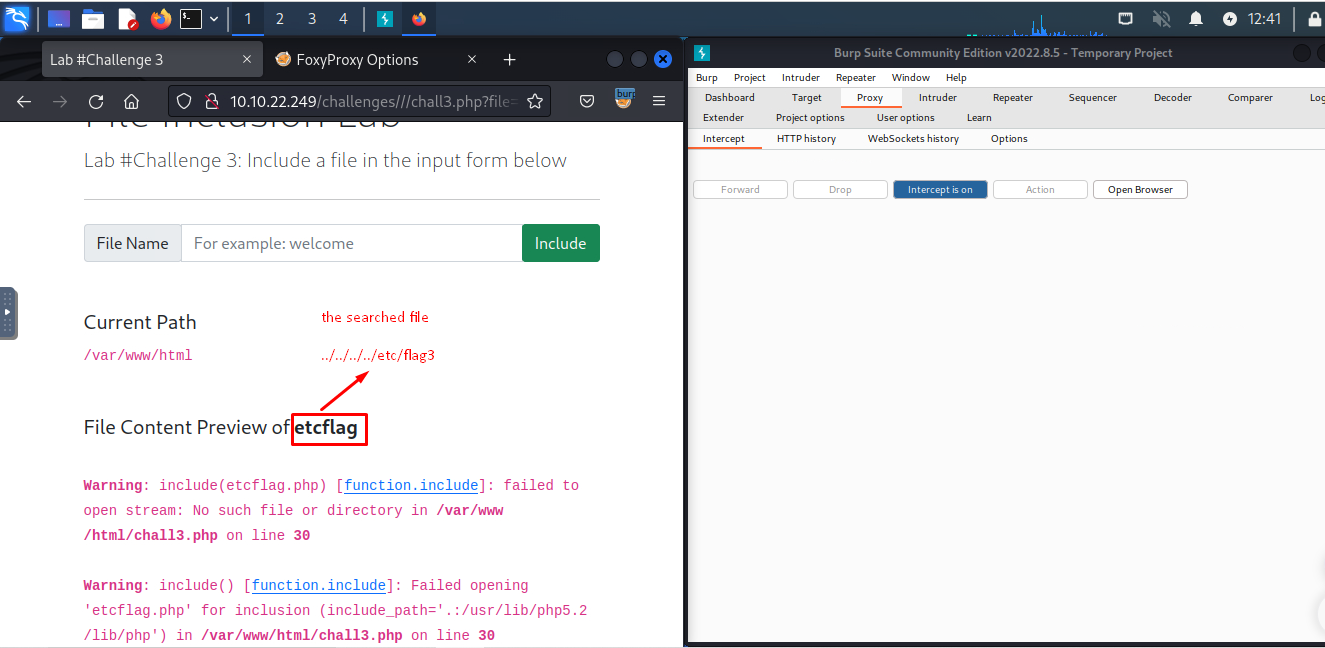 1 2 3 4 12:41
Lab #Challenge 3 × FoxyProxy Options × +
10.10.22.249/challenges///chall3.php?file=
burp
File Inclusion Lab
Lab #Challenge 3: Include a file in the input form below
File Name For example: welcome Include
Current Path
the searched file
/var/www/html
../../../../etc/flag3
File Content Preview of etcflag
Warning: include(etcflag.php) [function.include]: failed to
open stream: No such file or directory in /var/www
/html/chall3.php on line 30
Warning: include() [function.include]: Failed opening
'etcflag.php' for inclusion (include_path='.:/usr/lib/php5.2
/lib/php') in /var/www/html/chall3.php on line 30
Burp Suite Community Edition v2022.8.5 - Temporary Project
Burp Project Intruder Repeater Window Help
Dashboard Target Proxy Intruder Repeater Sequencer Decoder Comparer Log
Extender Project options User options Learn
Intercept HTTP history WebSockets history Options
Forward Drop Intercept is on Action Open Browser